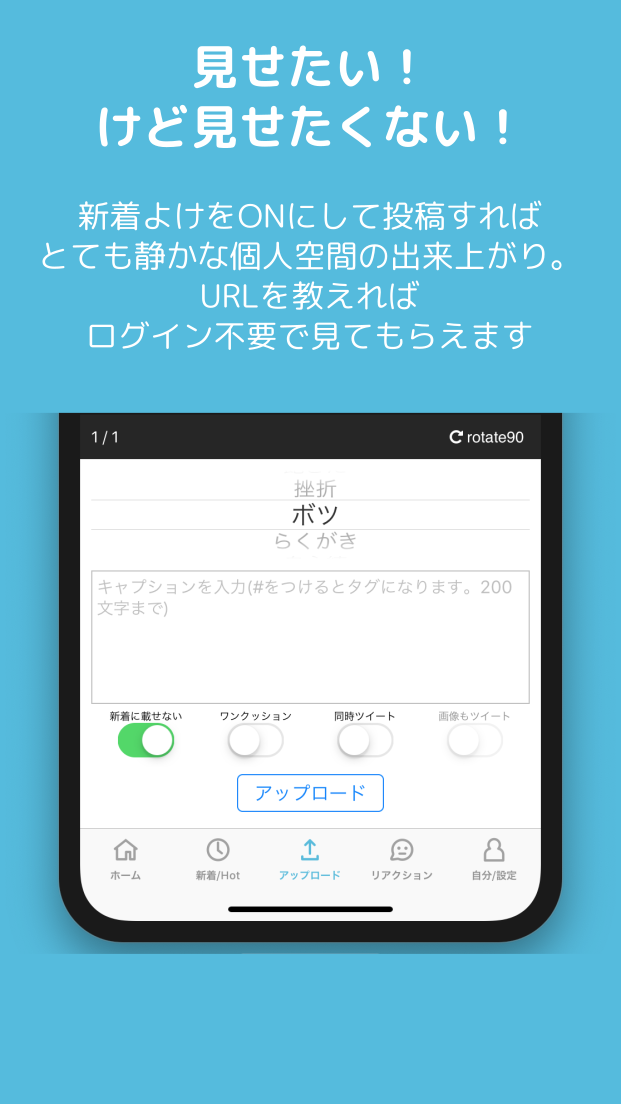 見せたい！
けど見せたくない！
新着よけをONにして投稿すれば
とても静かな個人空間の出来上がり。
URLを教えれば
ログイン不要で見てもらえます
1 / 1 rotate90
挫折
ボツ
らくがき
キャプションを入力(#をつけるとタグになります。200
文字まで)
新着に載せない ワンクッション 同時ツイート 画像もツイート
アップロード
ホーム 新着/Hot アップロード リアクション 自分/設定